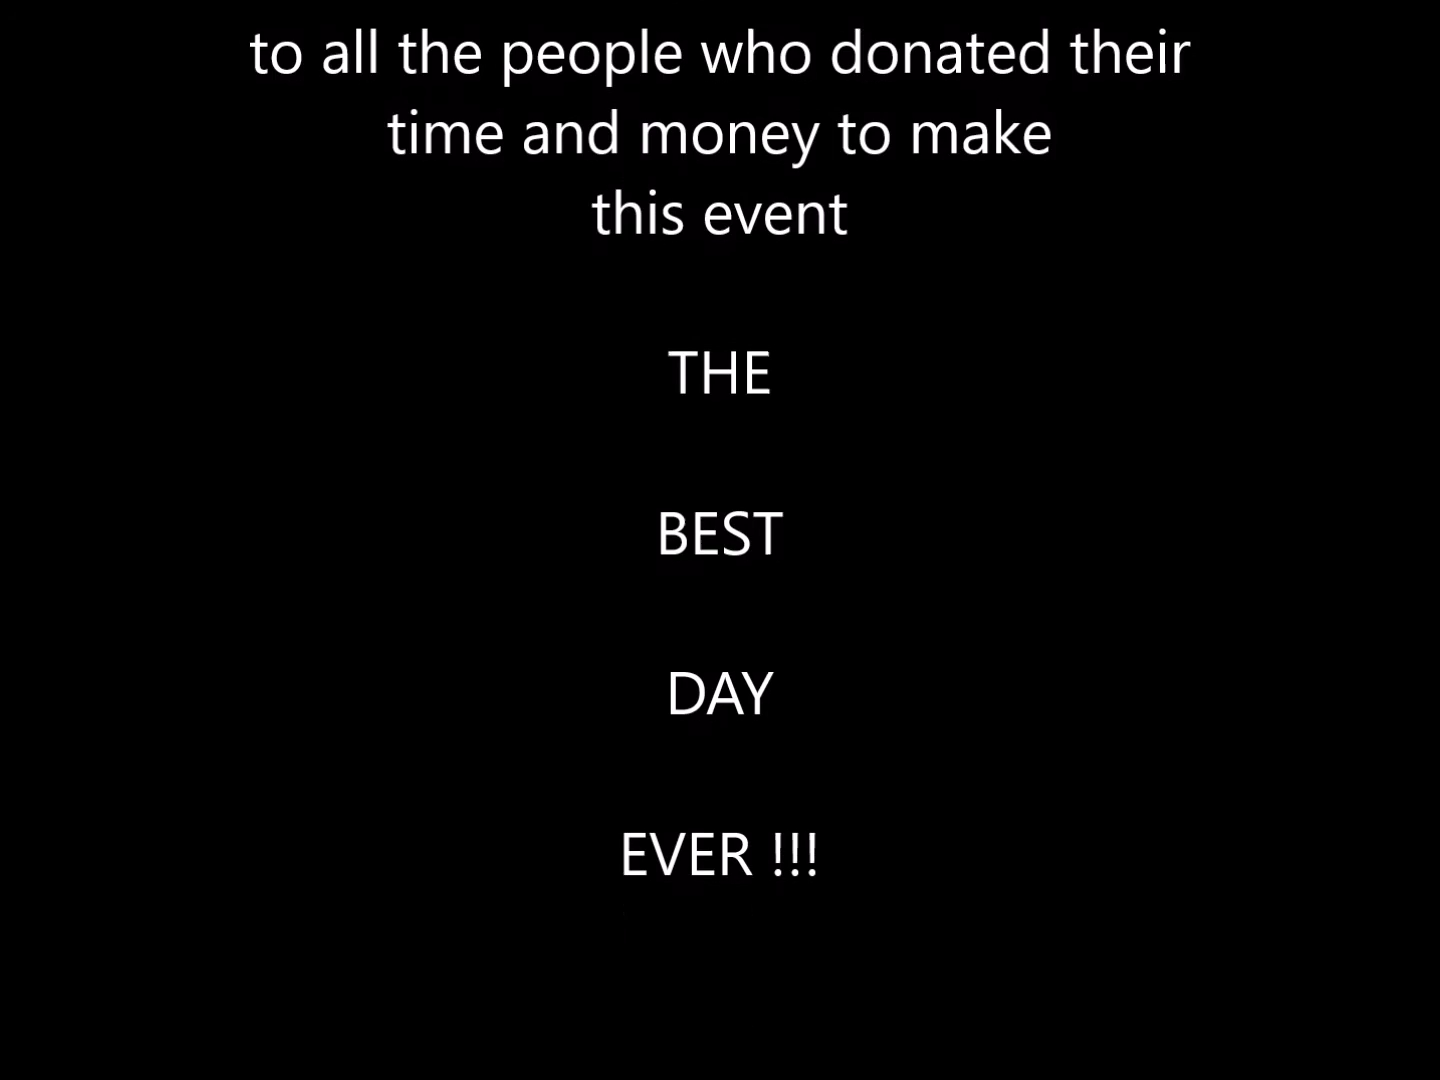 to all the people who donated their
time and money to make
this event
THE
BEST
DAY
EVER !!!